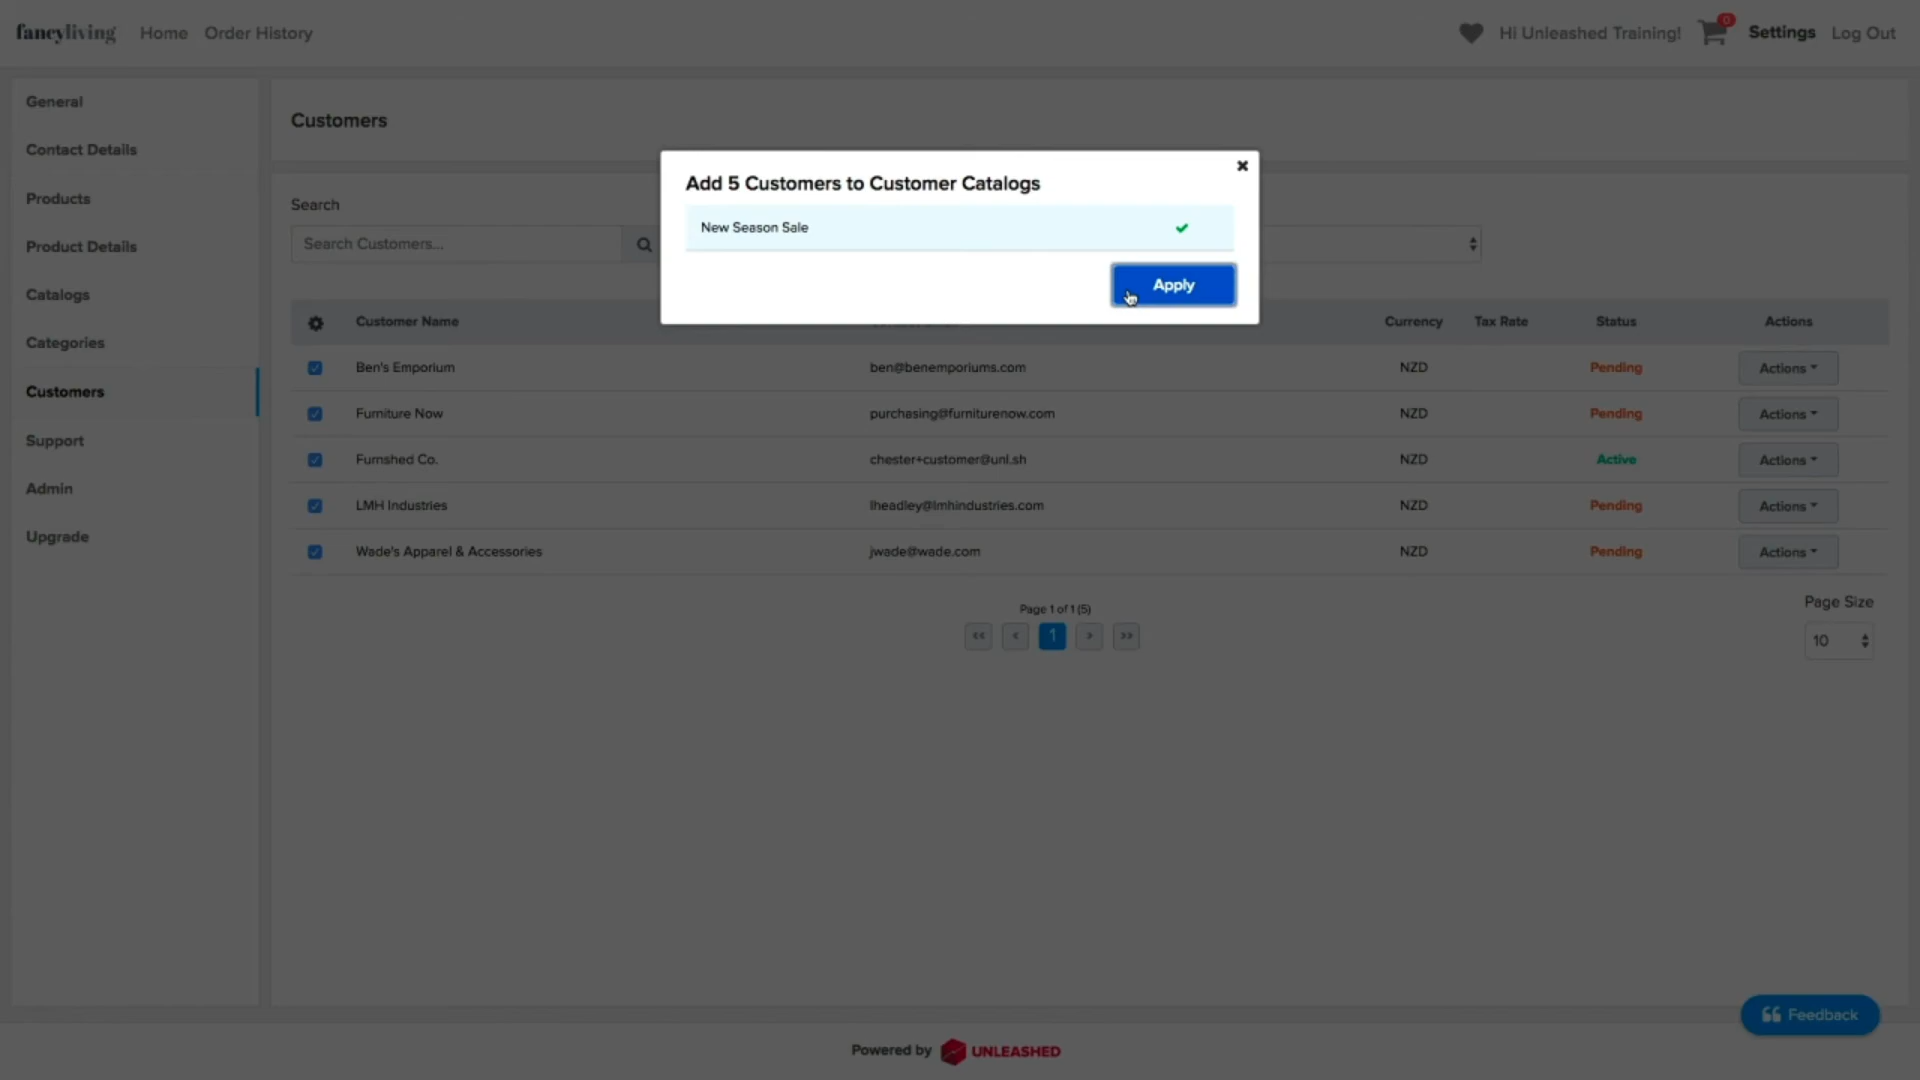 fancyliving Home Order History Hi Unleashed Training! 0 Settings Log Out
General
Contact Details
Products
Product Details
Catalogs
Categories
Customers
Support
Admin
Upgrade
Customers
Search
Search Customers...
Add 5 Customers to Customer Catalogs
New Season Sale
Apply
Customer Name Currency Tax Rate Status Actions
Ben's Emporium ben@benemporiums.com NZD Pending Actions
Furniture Now purchasing@furniturenow.com NZD Pending Actions
Furnshed Co. chester+customer@unl.sh NZD Active Actions
LMH Industries lheadley@lmhindustries.com NZD Pending Actions
Wade's Apparel & Accessories jwade@wade.com NZD Pending Actions
Page 1 of 1 (5)
<< < 1 > >>
Page Size
10
Feedback
Powered by UNLEASHED